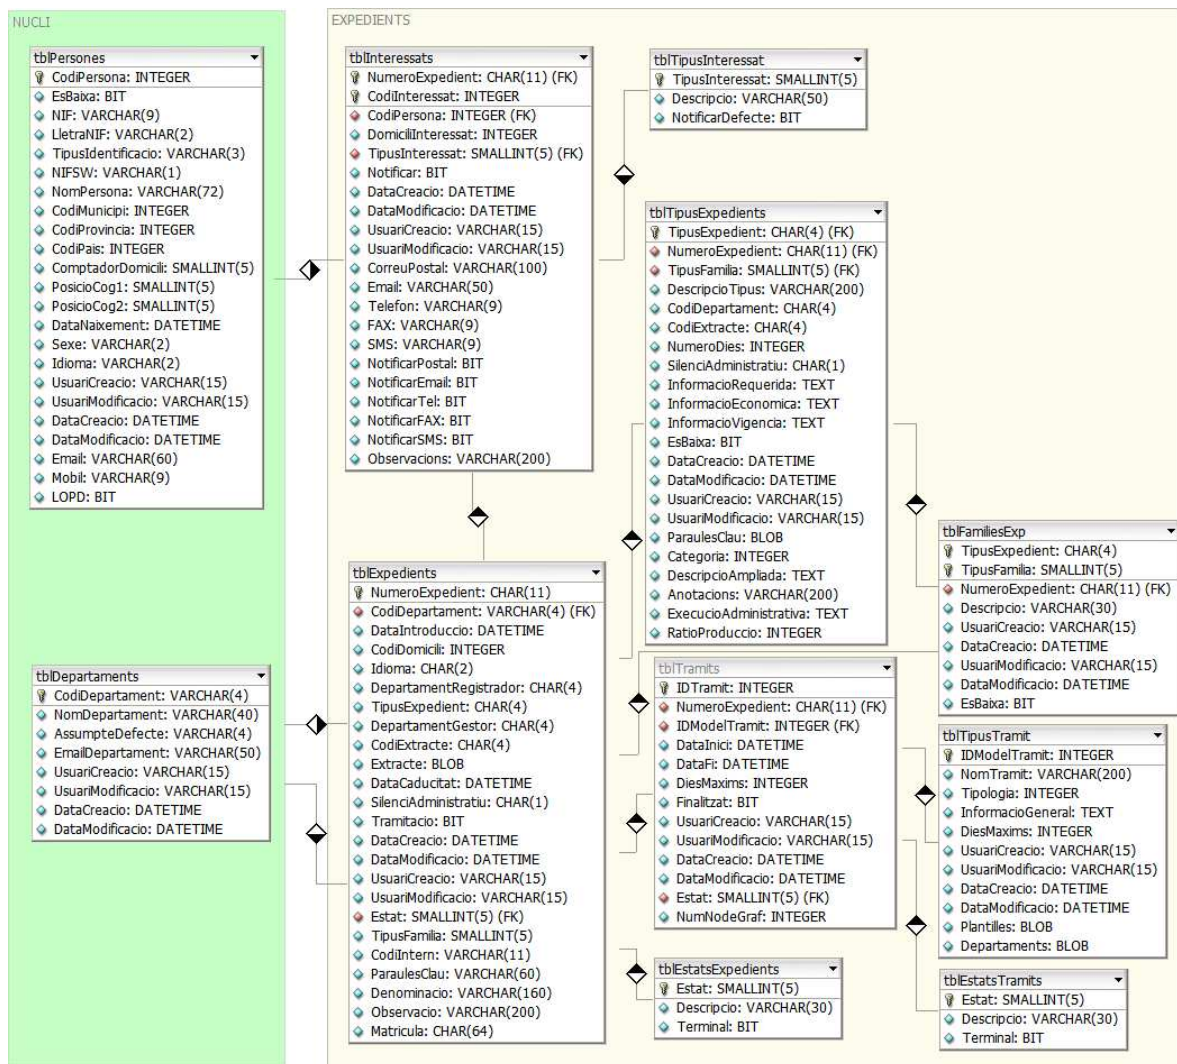 NUCLI
EXPEDIENTS
tblPersones
CodiPersona: INTEGER
EsBaixa: BIT
NIF: VARCHAR(9)
LletraNIF: VARCHAR(2)
TipusIdentificacio: VARCHAR(3)
NIFSW: VARCHAR(1)
NomPersona: VARCHAR(72)
CodiMunicipi: INTEGER
CodiProvincia: INTEGER
CodiPais: INTEGER
ComptadorDomicili: SMALLINT(5)
PosicioCog1: SMALLINT(5)
PosicioCog2: SMALLINT(5)
DataNaixement: DATETIME
Sexe: VARCHAR(2)
Idioma: VARCHAR(2)
UsuariCreacio: VARCHAR(15)
UsuariModificacio: VARCHAR(15)
DataCreacio: DATETIME
DataModificacio: DATETIME
Email: VARCHAR(60)
Mobil: VARCHAR(9)
LOPD: BIT
tblInteressats
NumeroExpedient: CHAR(11) (FK)
CodiInteressat: INTEGER
CodiPersona: INTEGER (FK)
DomiciliInteressat: INTEGER
TipusInteressat: SMALLINT(5) (FK)
Notificar: BIT
DataCreacio: DATETIME
DataModificacio: DATETIME
UsuariCreacio: VARCHAR(15)
UsuariModificacio: VARCHAR(15)
CorreuPostal: VARCHAR(100)
Email: VARCHAR(50)
Telefon: VARCHAR(9)
FAX: VARCHAR(9)
SMS: VARCHAR(9)
NotificarPostal: BIT
NotificarEmail: BIT
NotificarTel: BIT
NotificarFAX: BIT
NotificarSMS: BIT
Observacions: VARCHAR(200)
tblTipusInteressat
TipusInteressat: SMALLINT(5)
Descripcio: VARCHAR(50)
NotificarDefecte: BIT
tblTipusExpedients
TipusExpedient: CHAR(4) (FK)
NumeroExpedient: CHAR(11) (FK)
TipusFamilia: SMALLINT(5) (FK)
DescripcioTipus: VARCHAR(200)
CodiDepartament: CHAR(4)
CodiExtracte: CHAR(4)
NumeroDies: INTEGER
SilenciAdministratiu: CHAR(1)
InformacioRequerida: TEXT
InformacioEconomica: TEXT
InformacioVigencia: TEXT
EsBaixa: BIT
DataCreacio: DATETIME
DataModificacio: DATETIME
UsuariCreacio: VARCHAR(15)
UsuariModificacio: VARCHAR(15)
ParaulesClau: BLOB
Categoria: INTEGER
DescripcioAmpliada: TEXT
Anotacions: VARCHAR(200)
ExecucioAdministrativa: TEXT
RatioProduccio: INTEGER
tblFamiliesExp
TipusExpedient: CHAR(4)
TipusFamilia: SMALLINT(5)
NumeroExpedient: CHAR(11) (FK)
Descripcio: VARCHAR(30)
UsuariCreacio: VARCHAR(15)
DataCreacio: DATETIME
UsuariModificacio: VARCHAR(15)
DataModificacio: DATETIME
EsBaixa: BIT
tblDepartaments
CodiDepartament: VARCHAR(4)
NomDepartament: VARCHAR(40)
AssumpteDefecte: VARCHAR(4)
EmailDepartament: VARCHAR(50)
UsuariCreacio: VARCHAR(15)
UsuariModificacio: VARCHAR(15)
DataCreacio: DATETIME
DataModificacio: DATETIME
tblExpedients
NumeroExpedient: CHAR(11)
CodiDepartament: VARCHAR(4) (FK)
DataIntroduccio: DATETIME
CodiDomicili: INTEGER
Idioma: CHAR(2)
DepartamentRegistrador: CHAR(4)
TipusExpedient: CHAR(4)
DepartamentGestor: CHAR(4)
CodiExtracte: CHAR(4)
Extracte: BLOB
DataCaducitat: DATETIME
SilenciAdministratiu: CHAR(1)
Tramitacio: BIT
DataCreacio: DATETIME
DataModificacio: DATETIME
UsuariCreacio: VARCHAR(15)
UsuariModificacio: VARCHAR(15)
Estat: SMALLINT(5) (FK)
TipusFamilia: SMALLINT(5)
CodiIntern: VARCHAR(11)
ParaulesClau: VARCHAR(60)
Denominacio: VARCHAR(160)
Observacio: VARCHAR(200)
Matricula: CHAR(64)
tblTramits
IDTramit: INTEGER
NumeroExpedient: CHAR(11) (FK)
IDModelTramit: INTEGER (FK)
DataInici: DATETIME
DataFi: DATETIME
DiesMaxims: INTEGER
Finalitzat: BIT
UsuariCreacio: VARCHAR(15)
UsuariModificacio: VARCHAR(15)
DataCreacio: DATETIME
DataModificacio: DATETIME
Estat: SMALLINT(5) (FK)
NumNodeGraf: INTEGER
tblTipusTramit
IDModelTramit: INTEGER
NomTramit: VARCHAR(200)
Tipologia: INTEGER
InformacioGeneral: TEXT
DiesMaxims: INTEGER
UsuariCreacio: VARCHAR(15)
UsuariModificacio: VARCHAR(15)
DataCreacio: DATETIME
DataModificacio: DATETIME
Plantilles: BLOB
Departaments: BLOB
tblEstatsExpedients
Estat: SMALLINT(5)
Descripcio: VARCHAR(30)
Terminal: BIT
tblEstatsTramits
Estat: SMALLINT(5)
Descripcio: VARCHAR(30)
Terminal: BIT